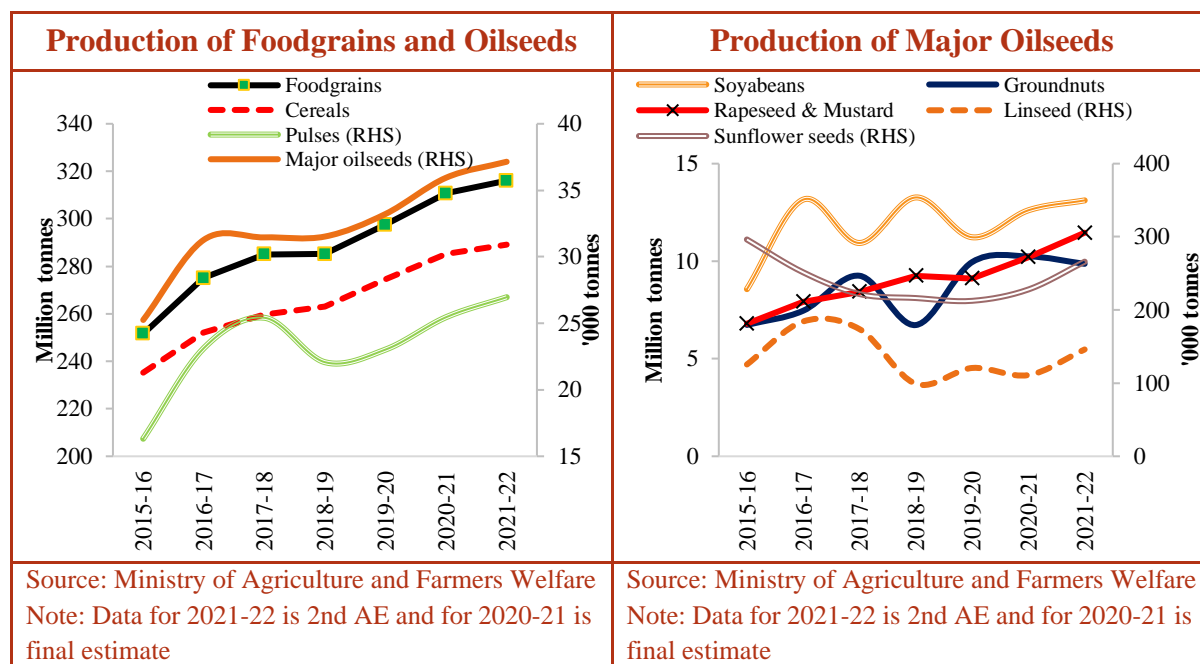 Production of Foodgrains and Oilseeds
Foodgrains
Cereals
Pulses (RHS)
Major oilseeds (RHS)
340
320
300
280
260
240
220
200
Million tonnes
40
35
30
25
20
15
'000 tonnes
2015-16
2016-17
2017-18
2018-19
2019-20
2020-21
2021-22
Source: Ministry of Agriculture and Farmers Welfare
Note: Data for 2021-22 is 2nd AE and for 2020-21 is
final estimate
Production of Major Oilseeds
Soyabeans
Groundnuts
Rapeseed & Mustard
Linseed (RHS)
Sunflower seeds (RHS)
15
10
5
0
Million tonnes
400
300
200
100
0
'000 tonnes
2015-16
2016-17
2017-18
2018-19
2019-20
2020-21
2021-22
Source: Ministry of Agriculture and Farmers Welfare
Note: Data for 2021-22 is 2nd AE and for 2020-21 is
final estimate